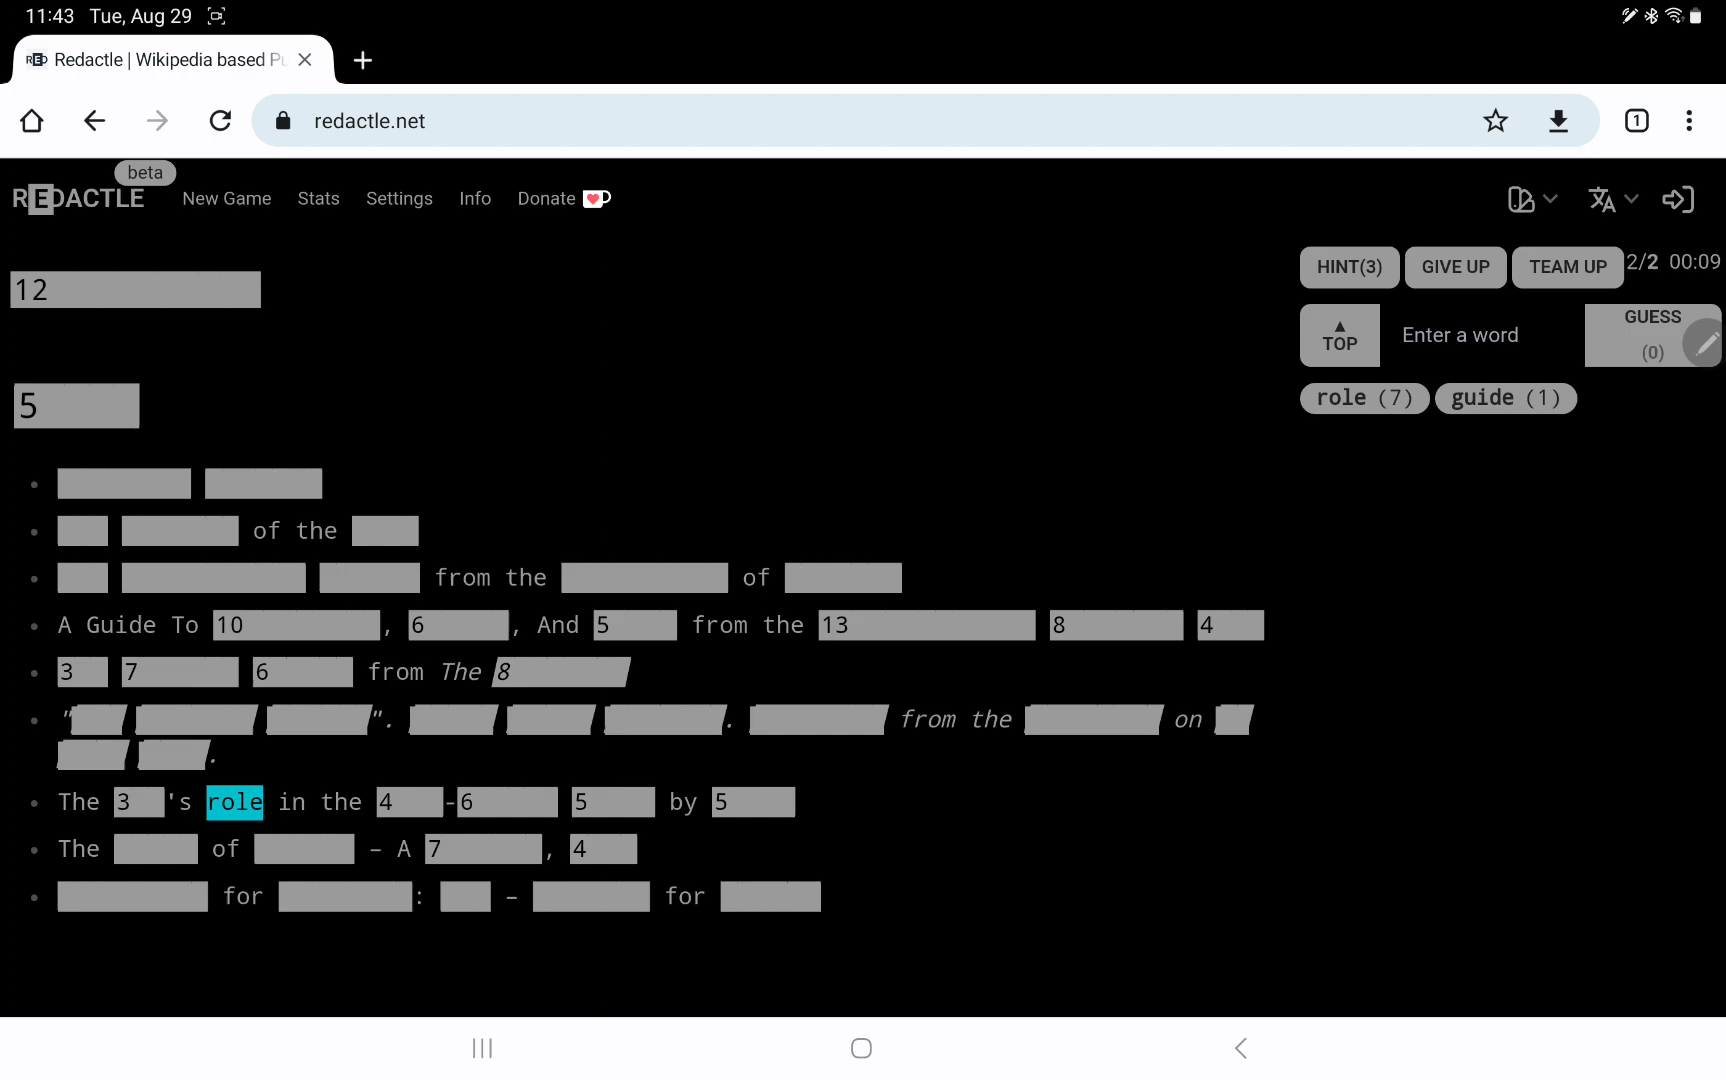 11:43 Tue, Aug 29
RED Redactle | Wikipedia based Pu
redactle.net
1
beta
REDACTLE New Game Stats Settings Info Donate
HINT(3) GIVE UP TEAM UP 2/2 00:09
12
▲
TOP Enter a word GUESS
(0)
role (7) guide (1)
5
of the
from the of
A Guide To 10, 6, And 5 from the 13 8 4
3 7 6 from The 8
" ". . from the on
.
The 3's role in the 4-6 5 by 5
The of – A 7, 4
for : – for